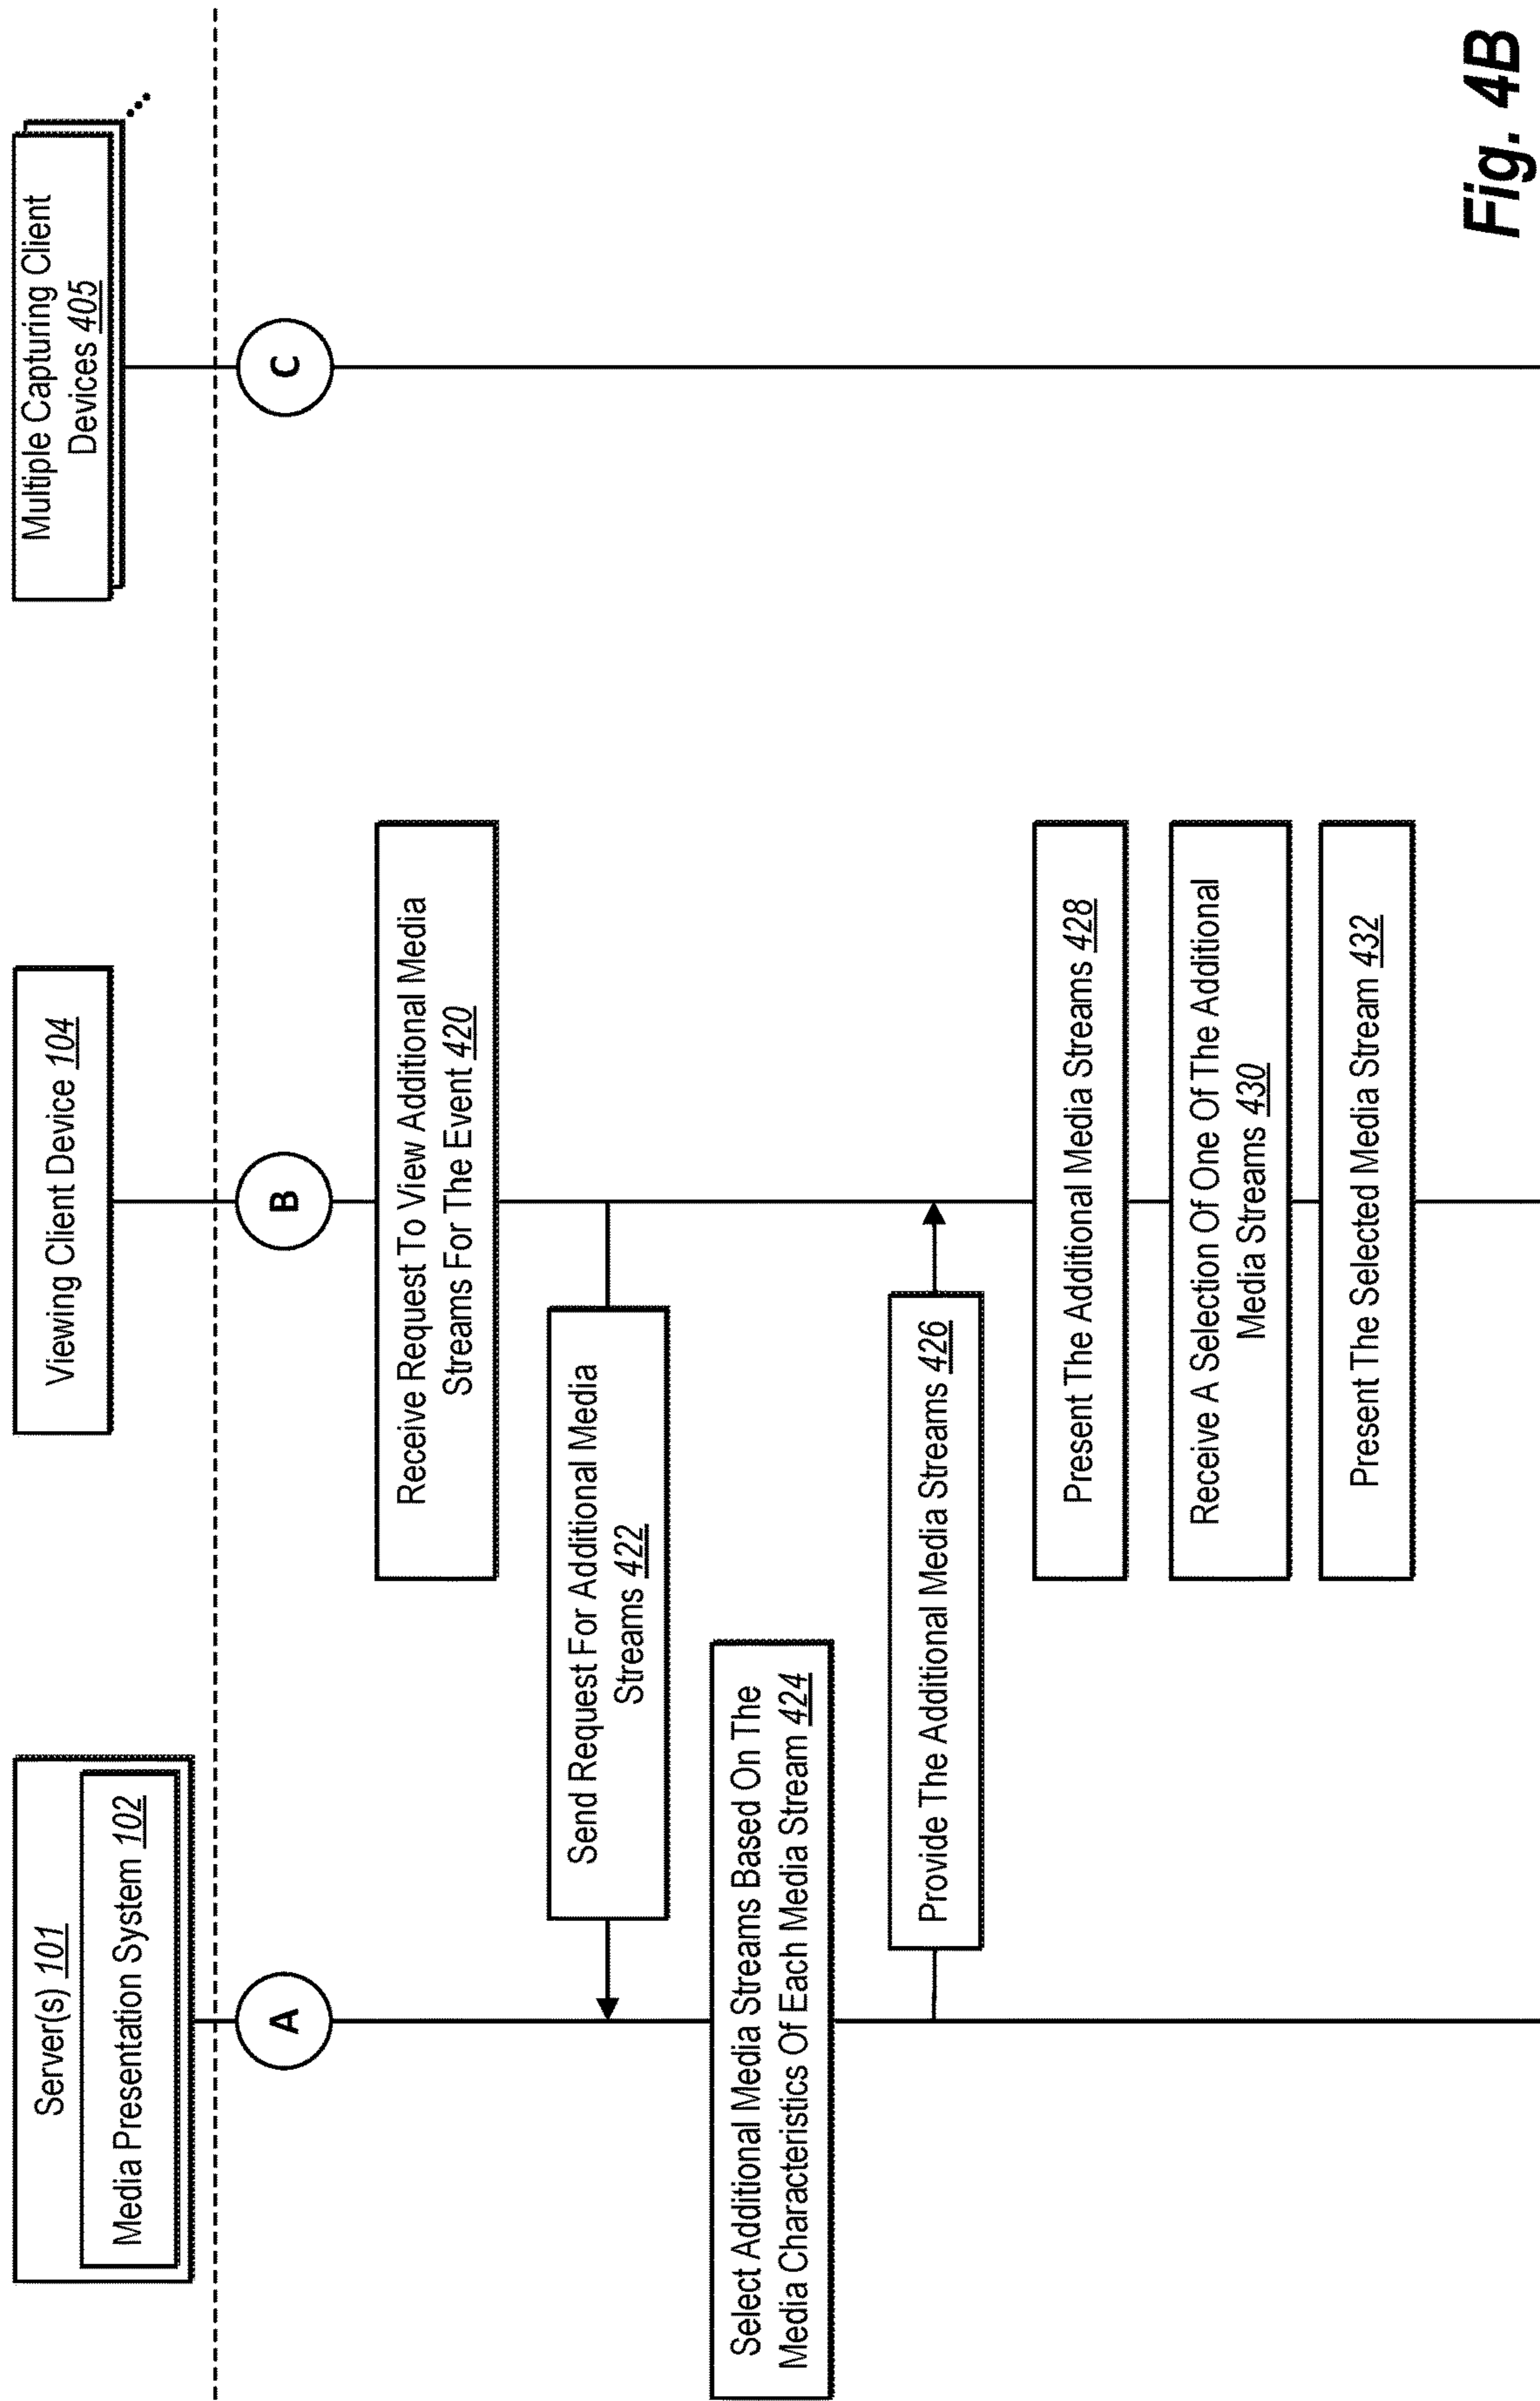 Server(s) 101
Media Presentation System 102
Viewing Client Device 104
Multiple Capturing Client
Devices 405
A
B
C
Receive Request To View Additional Media
Streams For The Event 420
Send Request For Additional Media
Streams 422
Select Additional Media Streams Based On The
Media Characteristics Of Each Media Stream 424
Provide The Additional Media Streams 426
Present The Additional Media Streams 428
Receive A Selection Of One Of The Additional
Media Streams 430
Present The Selected Media Stream 432
Fig. 4B